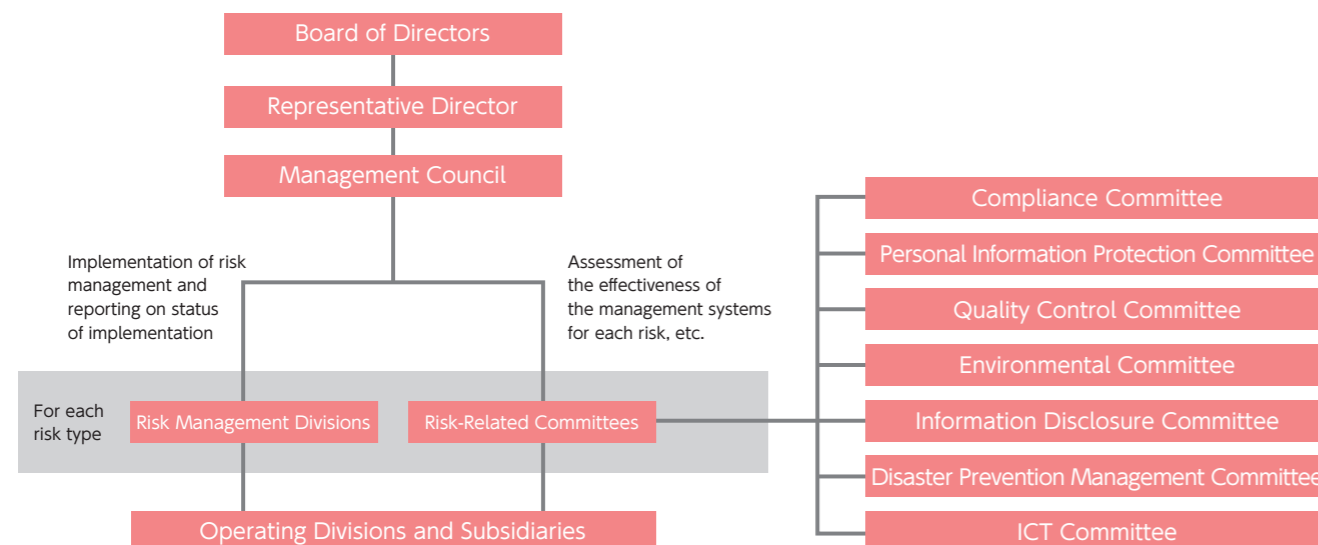 Board of Directors
Representative Director
Management Council
Implementation of risk
management and
reporting on status
of implementation
Assessment of
the effectiveness of
the management systems
for each risk, etc.
For each
risk type
Risk Management Divisions
Risk-Related Committees
Operating Divisions and Subsidiaries
Compliance Committee
Personal Information Protection Committee
Quality Control Committee
Environmental Committee
Information Disclosure Committee
Disaster Prevention Management Committee
ICT Committee